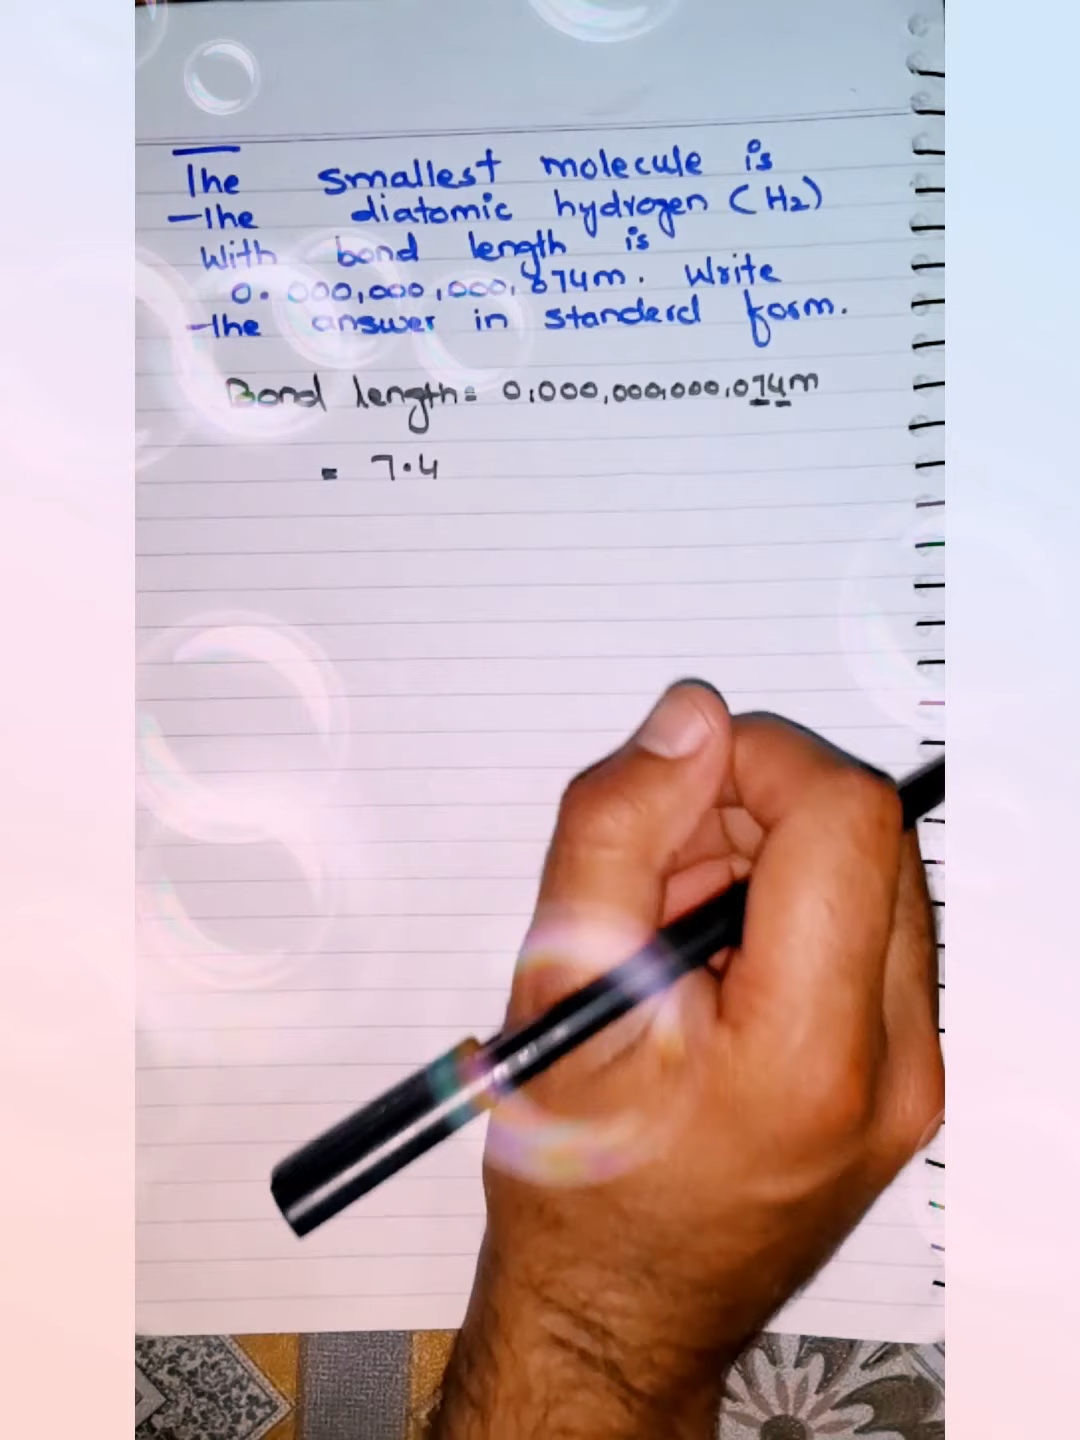 The smallest molecule is
the diatomic hydrogen (H2)
With bond length is
0.000,000,000,074m. Write
the answer in standerd form.
Bond length = 0.000,000,000,074m
= 7.4